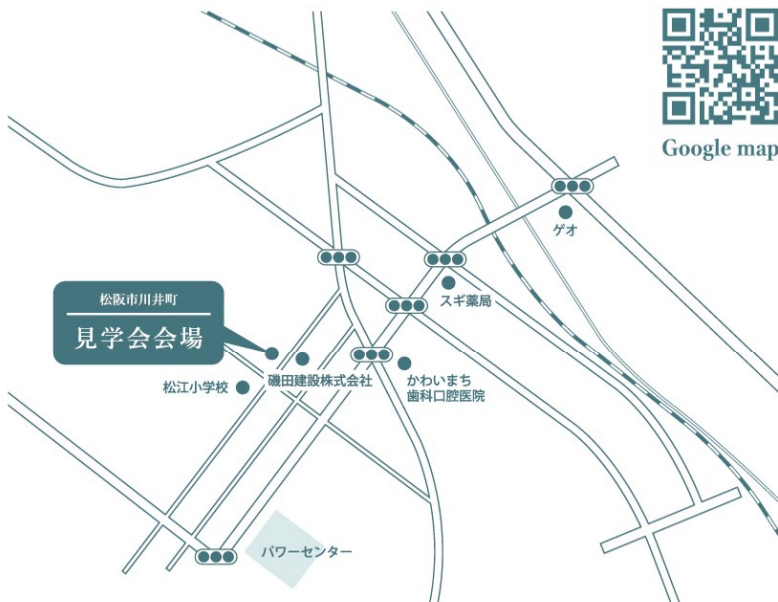 Google map
ゲオ
スギ薬局
松阪市川井町
見学会会場
磯田建設株式会社
松江小学校
かわいまち
歯科口腔医院
パワーセンター